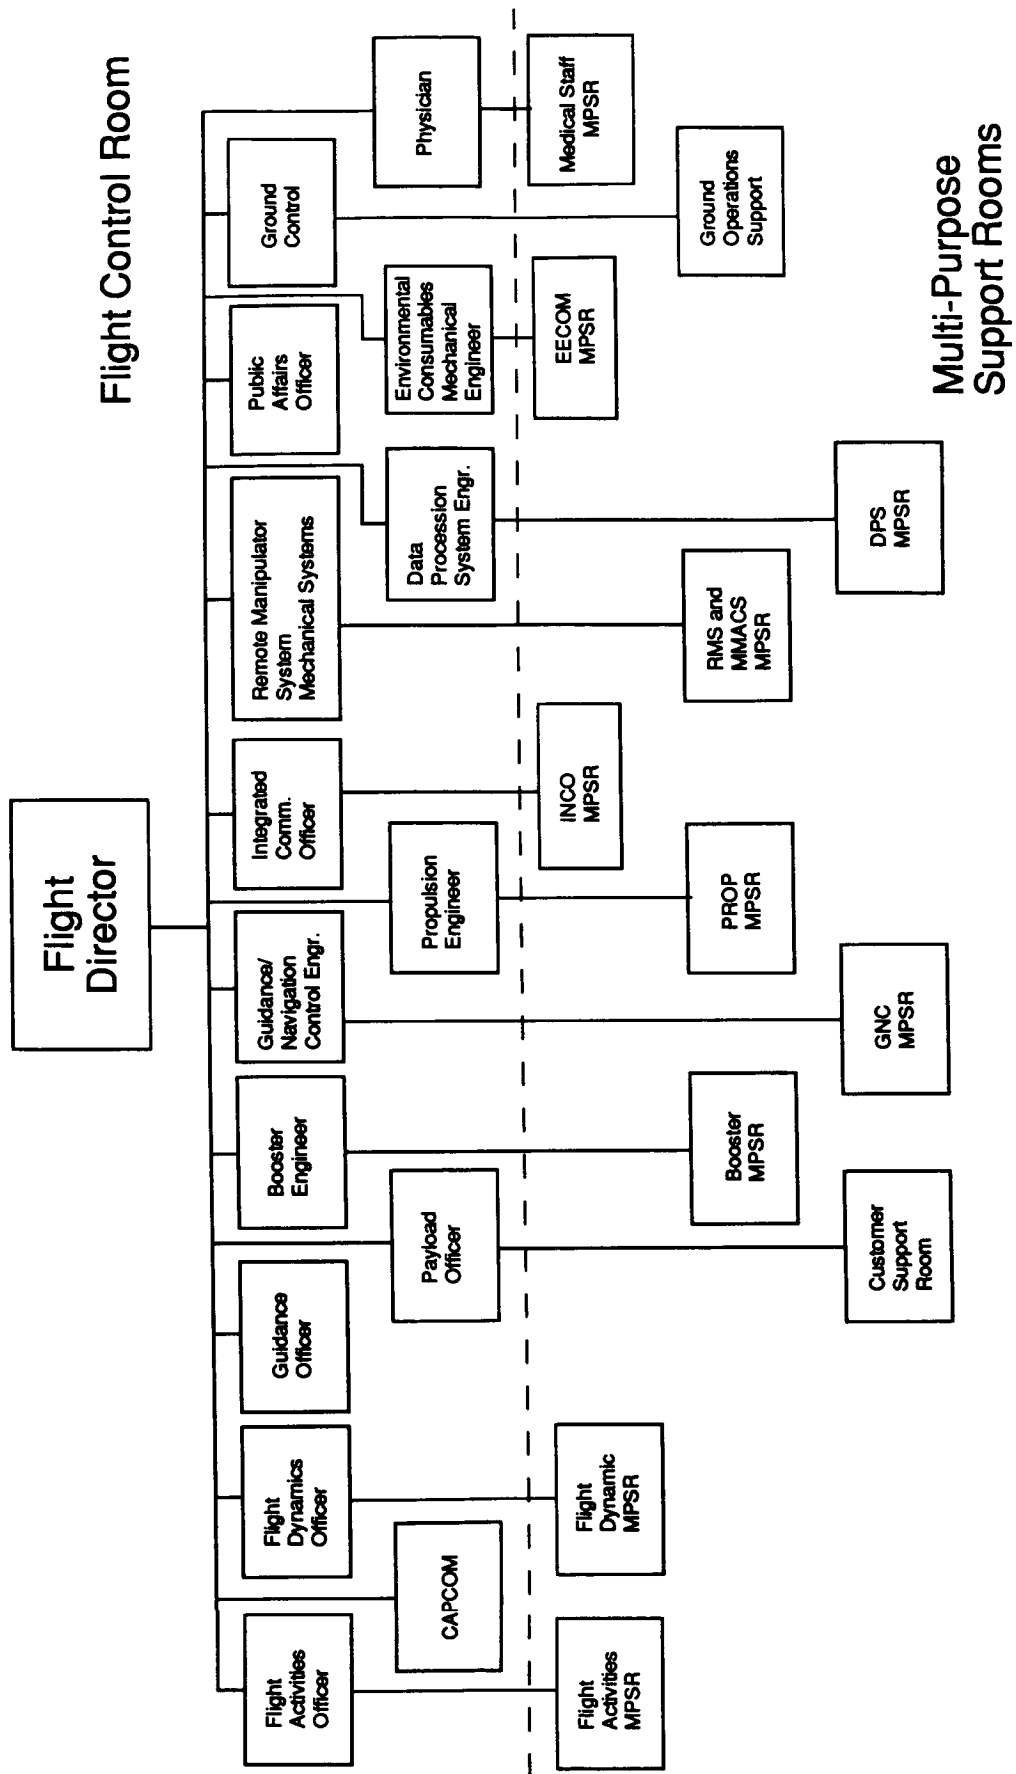 Flight
Director
Flight Control Room
Flight
Activities
Officer
Flight
Dynamics
Officer
Guidance
Officer
Booster
Engineer
Guidance/
Navigation
Control Engr.
Integrated
Comm.
Officer
Remote Manipulator
System
Mechanical Systems
Public
Affairs
Officer
Ground
Control
CAPCOM
Payload
Officer
Propulsion
Engineer
Data
Procession
System Engr.
Environmental
Consumables
Mechanical
Engineer
Physician
Flight
Activities
MPSR
Flight
Dynamic
MPSR
INCO
MPSR
EECOM
MPSR
Medical Staff
MPSR
Booster
MPSR
PROP
MPSR
RMS and
MMACS
MPSR
Ground
Operations
Support
Customer
Support
Room
GNC
MPSR
DPS
MPSR
Multi-Purpose
Support Rooms